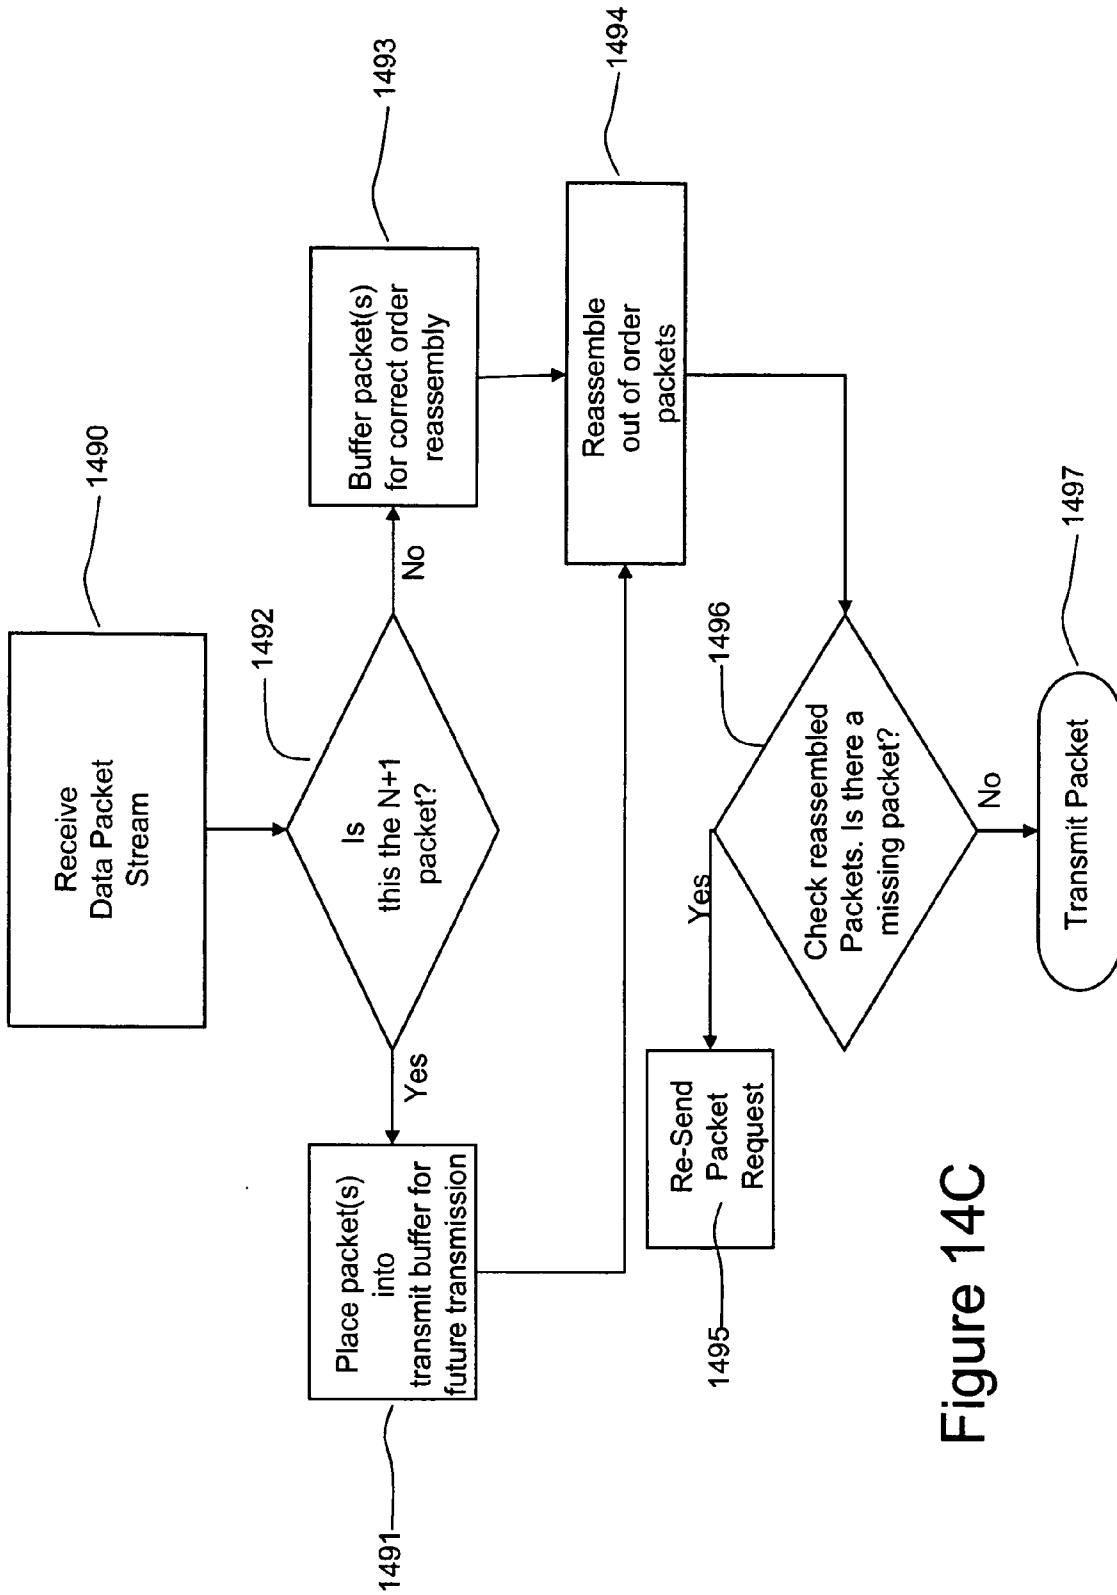 Receive
Data Packet
Stream
1490
Is
this the N+1
packet?
1492
Yes
No
Place packet(s)
into
transmit buffer for
future transmission
1491
Buffer packet(s)
for correct order
reassembly
1493
Reassemble
out of order
packets
1494
Check reassembled
Packets. Is there a
missing packet?
1496
Yes
No
Re-Send
Packet
Request
1495
Transmit Packet
1497
Figure 14C